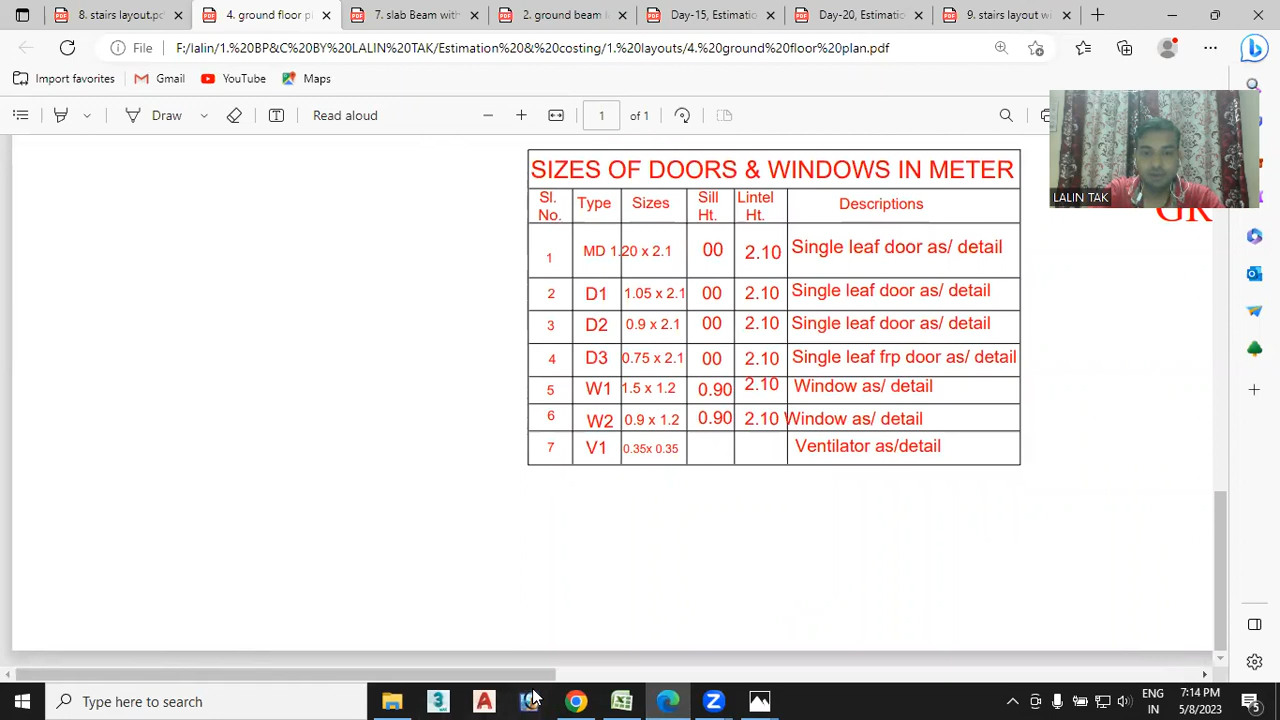 8. stairs layout.pc
4. ground floor pl
7. slab Beam with
2. ground beam l
Day-15, Estimatio
Day-20, Estimatio
9. stairs layout w
File
F:/lalin/1.%20BP&C%20BY%20LALIN%20TAK/Estimation%20&%20costing/1.%20layouts/4.%20ground%20floor%20plan.pdf
Import favorites
Gmail
YouTube
Maps
Draw
Read aloud
1 of 1
LALIN TAK
GR
SIZES OF DOORS & WINDOWS IN METER
Sl. No. Type Sizes Sill Ht. Lintel Ht. Descriptions
1 MD 1.20 x 2.1 00 2.10 Single leaf door as/ detail
2 D1 1.05 x 2.1 00 2.10 Single leaf door as/ detail
3 D2 0.9 x 2.1 00 2.10 Single leaf door as/ detail
4 D3 0.75 x 2.1 00 2.10 Single leaf frp door as/ detail
5 W1 1.5 x 1.2 0.90 2.10 Window as/ detail
6 W2 0.9 x 1.2 0.90 2.10 Window as/ detail
7 V1 0.35x 0.35 Ventilator as/detail
Type here to search
ENG
IN
7:14 PM
5/8/2023
5